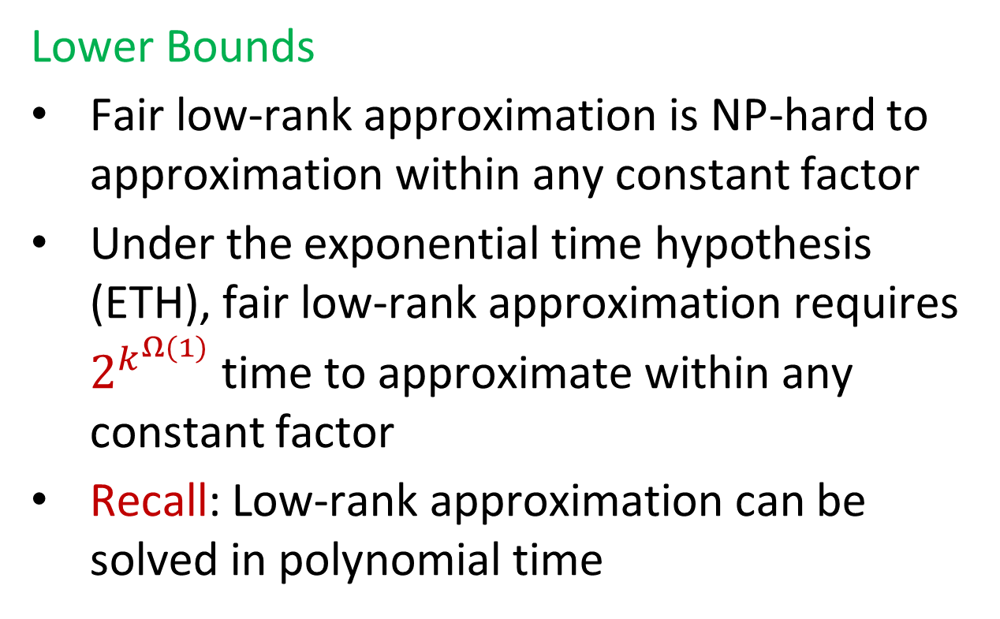 Lower Bounds
• Fair low-rank approximation is NP-hard to
approximation within any constant factor
• Under the exponential time hypothesis
(ETH), fair low-rank approximation requires
$2^{k^{\Omega(1)}}$ time to approximate within any
constant factor
• Recall: Low-rank approximation can be
solved in polynomial time